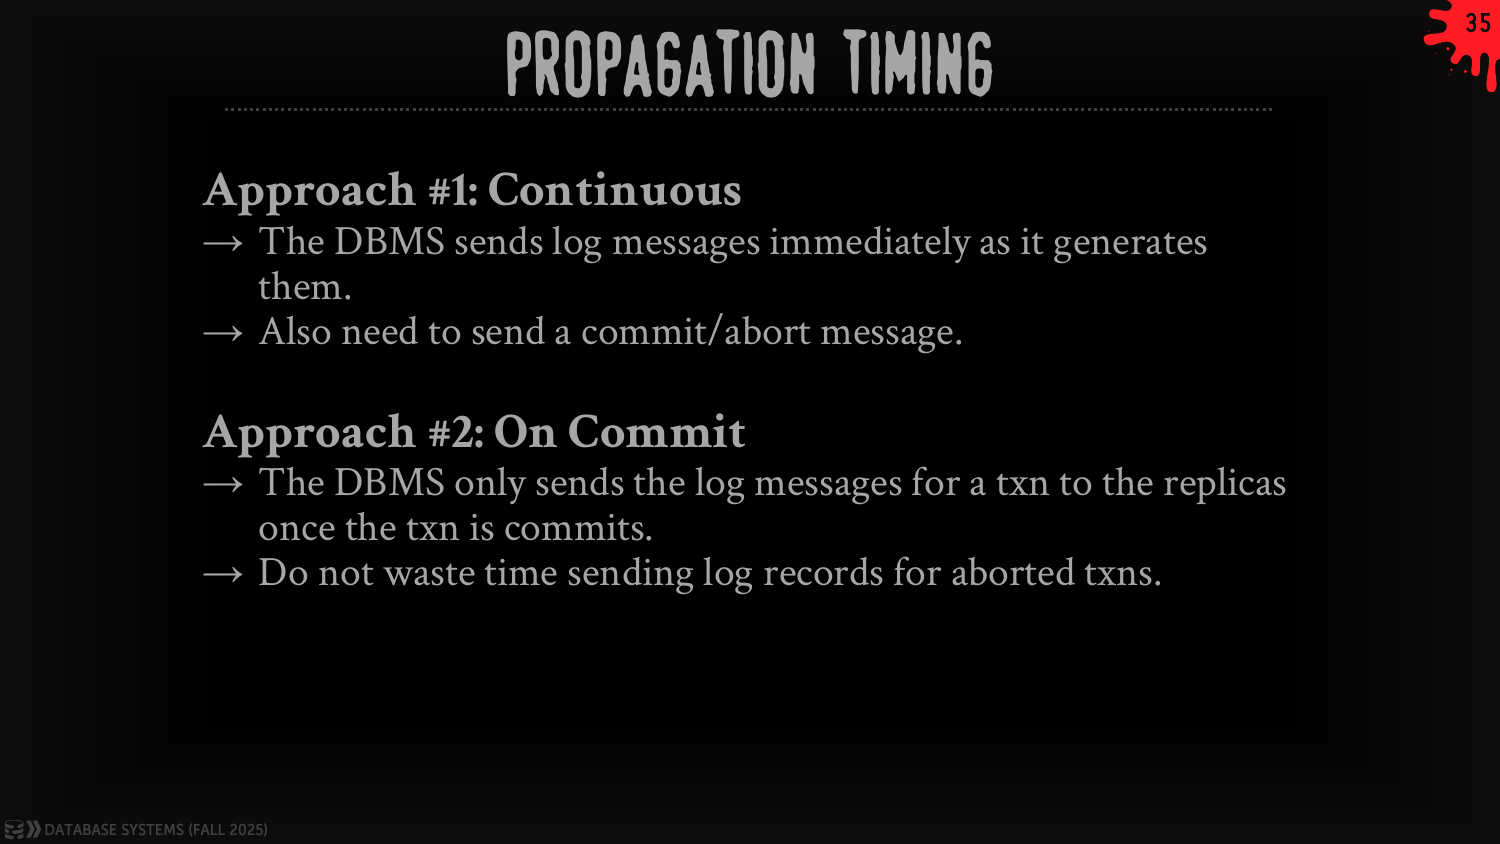 PROPAGATION TIMING
35
Approach #1: Continuous
→ The DBMS sends log messages immediately as it generates
them.
→ Also need to send a commit/abort message.
Approach #2: On Commit
→ The DBMS only sends the log messages for a txn to the replicas
once the txn is commits.
→ Do not waste time sending log records for aborted txns.
DATABASE SYSTEMS (FALL 2025)